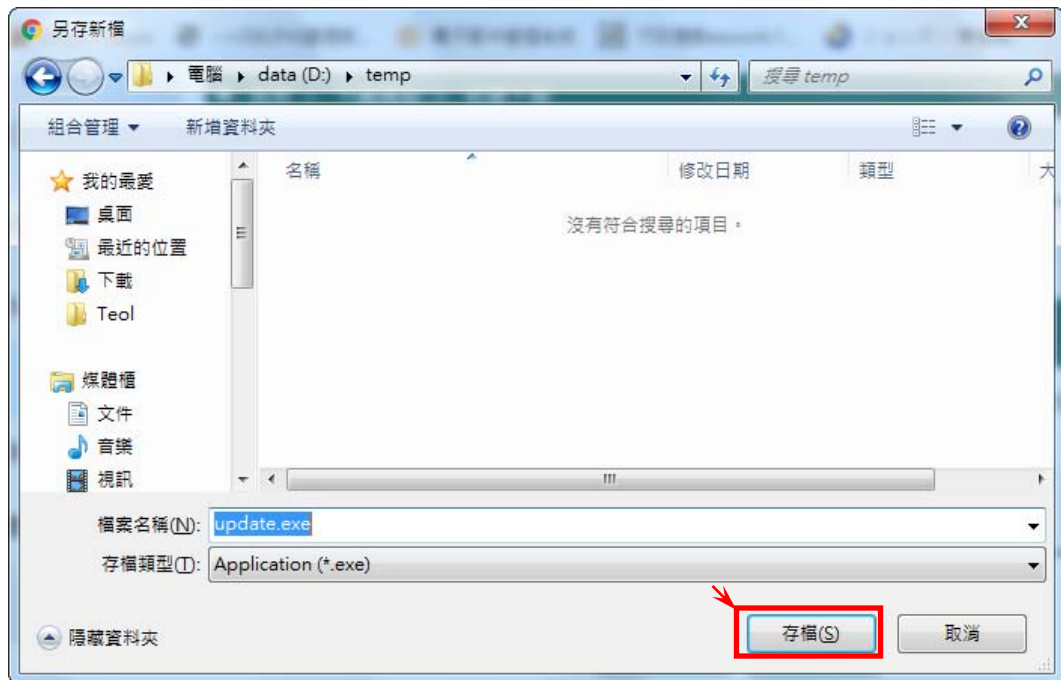 另存新檔
電腦 ▸ data (D:) ▸ temp
搜尋 temp
組合管理 ▼ 新增資料夾
名稱 修改日期 類型 大
沒有符合搜尋的項目。
我的最愛
桌面
最近的位置
下載
Teol
媒體櫃
文件
音樂
視訊
檔案名稱(N): update.exe
存檔類型(T): Application (*.exe)
隱藏資料夾 存檔(S) 取消